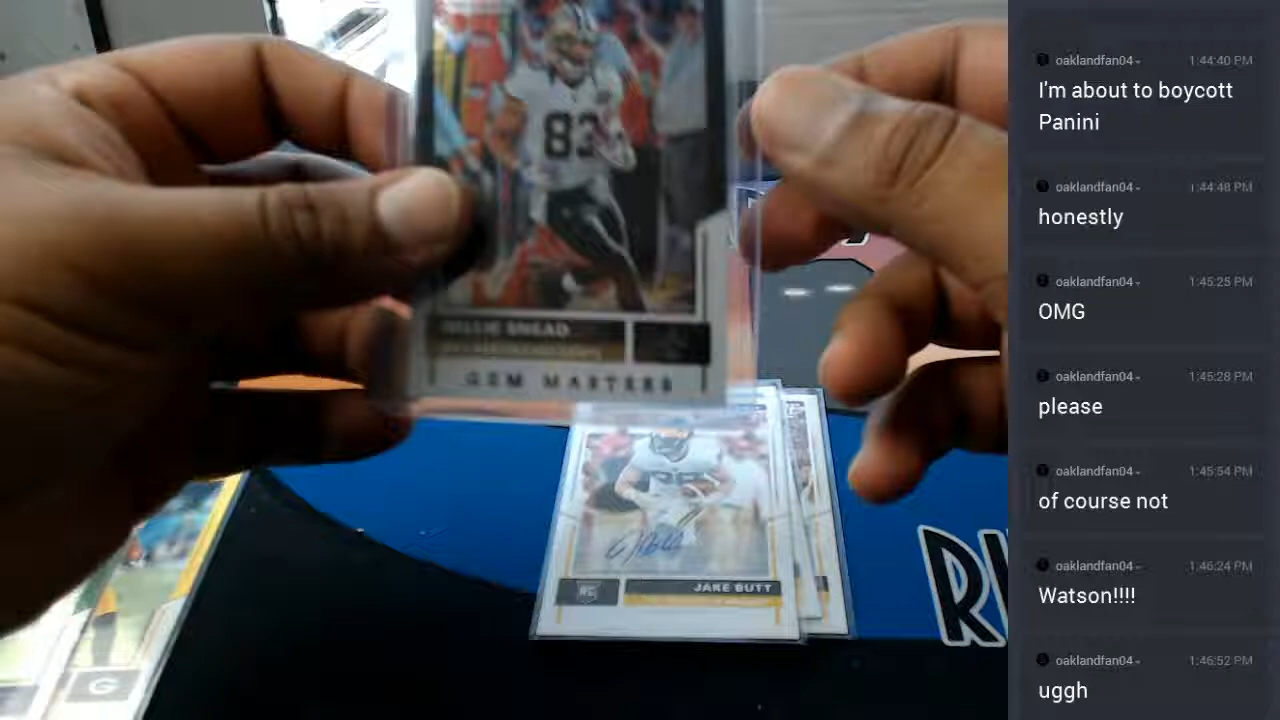 83
WILLIE SNEAD
GEM MASTERS
RC
JAKE BUTT
G
oaklandfan04
1:44:40 PM
I'm about to boycott
Panini
oaklandfan04
1:44:48 PM
honestly
oaklandfan04
1:45:25 PM
OMG
oaklandfan04
1:45:28 PM
please
oaklandfan04
1:45:54 PM
of course not
oaklandfan04
1:46:24 PM
Watson!!!!
oaklandfan04
1:46:52 PM
uggh